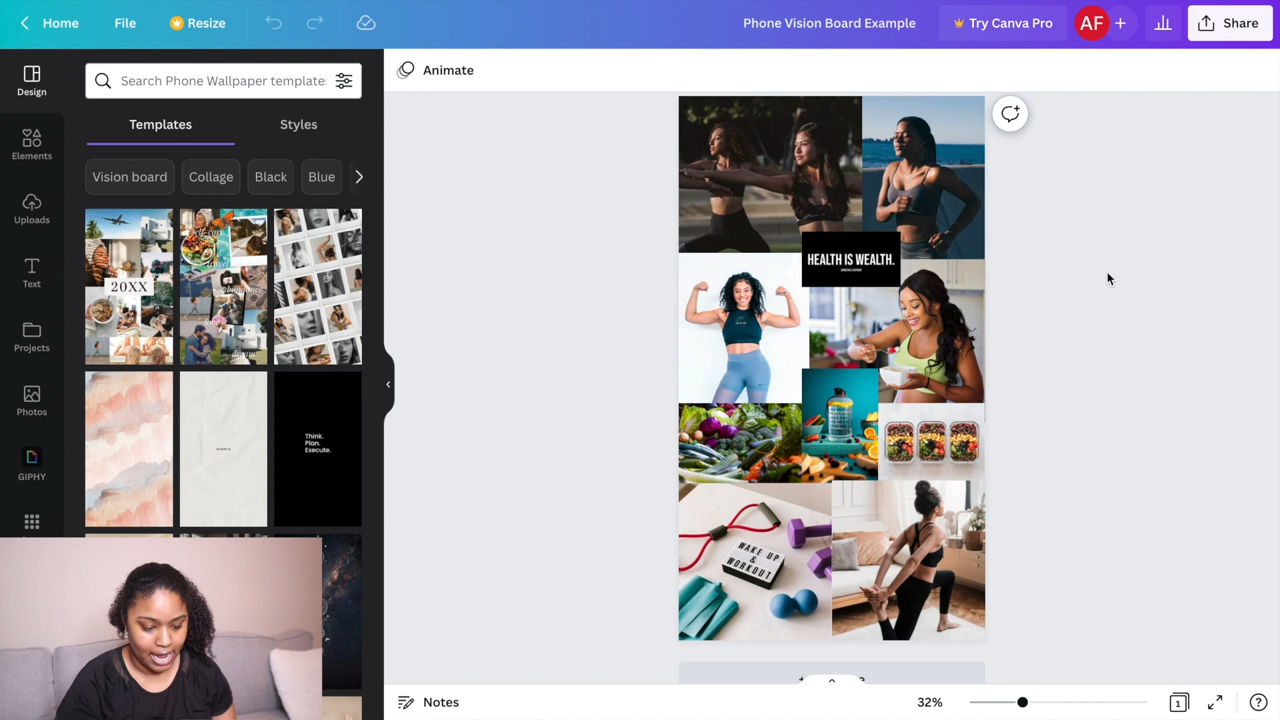 Home
File
Resize
Phone Vision Board Example
Try Canva Pro
AF
Share
Design
Elements
Uploads
Text
Projects
Photos
GIPHY
Search Phone Wallpaper template
Templates
Styles
Vision board
Collage
Black
Blue
20XX
Think.
Plan.
Execute.
Animate
HEALTH IS WEALTH.
WAKE UP
&
WORKOUT
Notes
32%
1